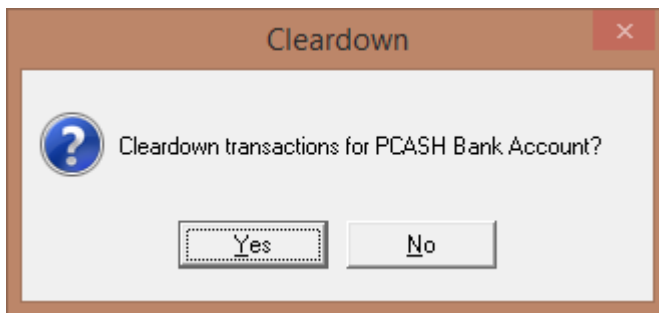 Cleardown
Cleardown transactions for PCASH Bank Account?
Yes
No